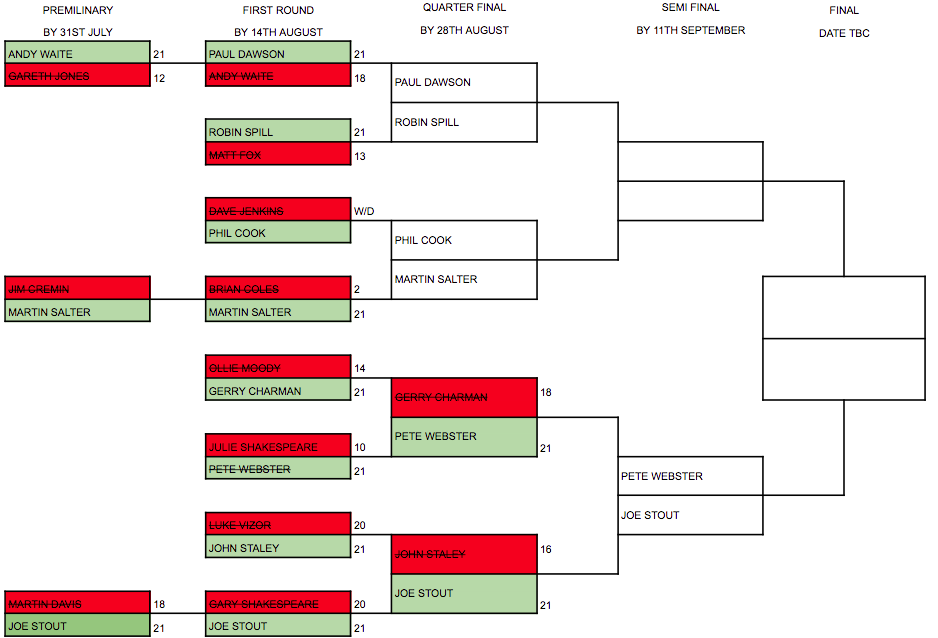 PREMILINARY
BY 31ST JULY
ANDY WAITE 21
GARETH JONES 12
JIM CREMIN
MARTIN SALTER
MARTIN DAVIS 18
JOE STOUT 21
FIRST ROUND
BY 14TH AUGUST
PAUL DAWSON 21
ANDY WAITE 18
ROBIN SPILL 21
MATT FOX 13
DAVE JENKINS W/D
PHIL COOK
BRIAN COLES 2
MARTIN SALTER 21
OLLIE MOODY 14
GERRY CHARMAN 21
JULIE SHAKESPEARE 10
PETE WEBSTER 21
LUKE VIZOR 20
JOHN STALEY 21
GARY SHAKESPEARE 20
JOE STOUT 21
QUARTER FINAL
BY 28TH AUGUST
PAUL DAWSON
ROBIN SPILL
PHIL COOK
MARTIN SALTER
GERRY CHARMAN 18
PETE WEBSTER 21
JOHN STALEY 16
JOE STOUT 21
SEMI FINAL
BY 11TH SEPTEMBER
PETE WEBSTER
JOE STOUT
FINAL
DATE TBC